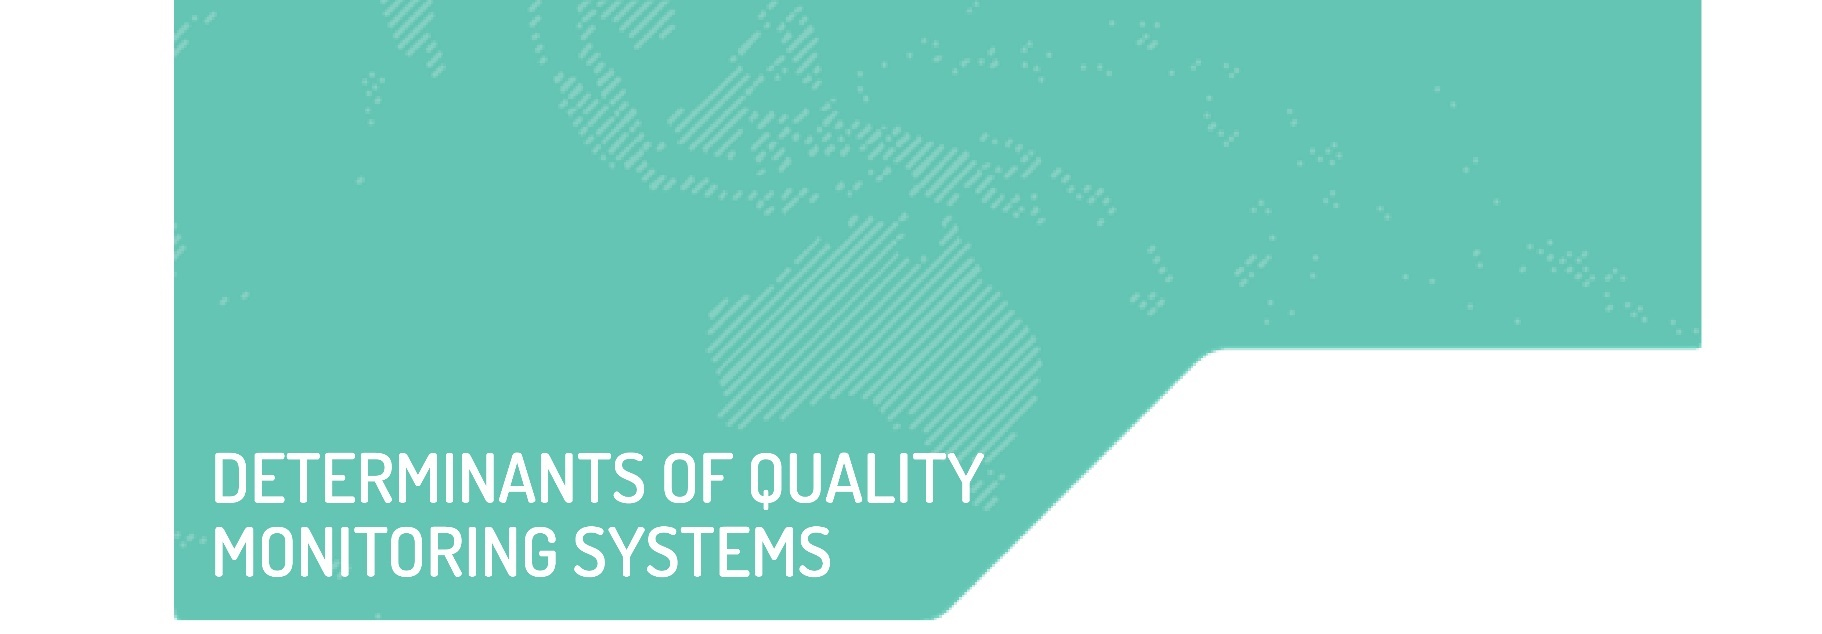 DETERMINANTS OF QUALITY
MONITORING SYSTEMS